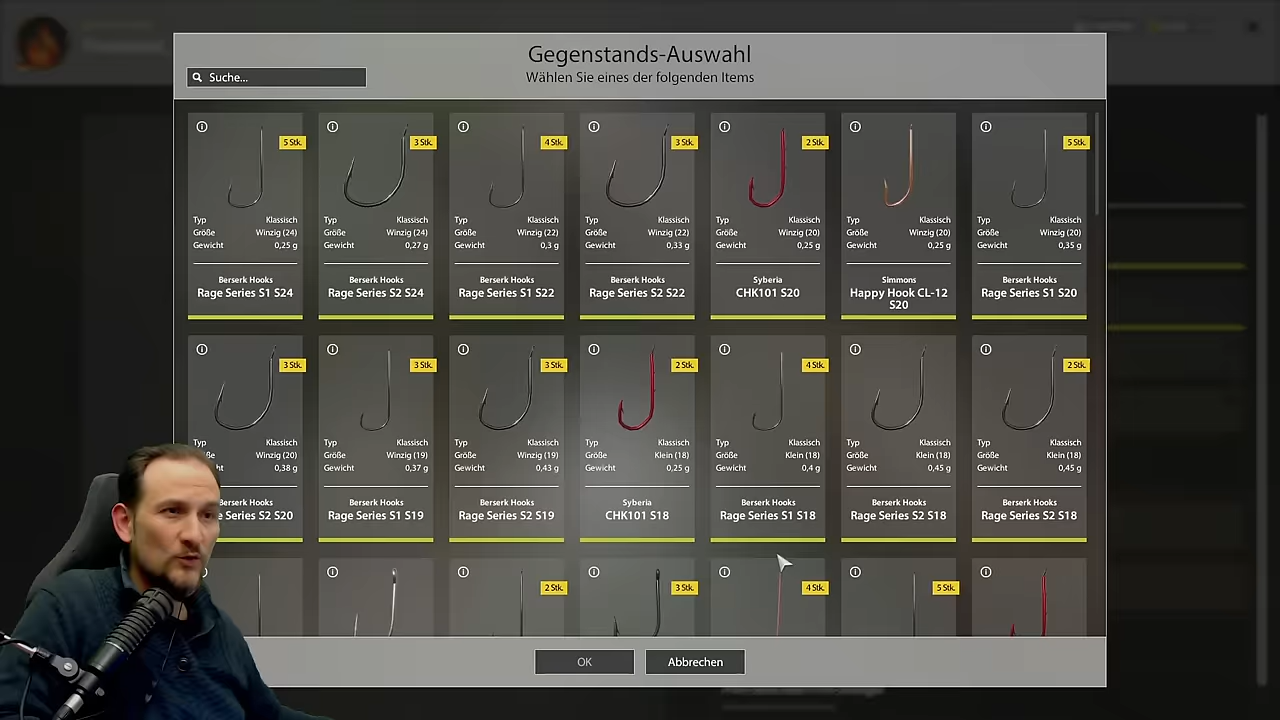 Gegenstands-Auswahl
Suche...
Wählen Sie eines der folgenden Items
5 Stk.
3 Stk.
4 Stk.
3 Stk.
2 Stk.
5 Stk.
Typ Klassisch Typ Klassisch Typ Klassisch Typ Klassisch Typ Klassisch Typ Klassisch Typ Klassisch
Größe Winzig (24) Größe Winzig (24) Größe Winzig (22) Größe Winzig (22) Größe Winzig (20) Größe Winzig (20) Größe Winzig (20)
Gewicht 0,25 g Gewicht 0,27 g Gewicht 0,3 g Gewicht 0,33 g Gewicht 0,25 g Gewicht 0,25 g Gewicht 0,35 g
Berserk Hooks Berserk Hooks Berserk Hooks Berserk Hooks Syberia Simmons Berserk Hooks
Rage Series S1 S24 Rage Series S2 S24 Rage Series S1 S22 Rage Series S2 S22 CHK101 S20 Happy Hook CL-12 Rage Series S1 S20
S20
3 Stk.
3 Stk.
3 Stk.
2 Stk.
4 Stk.
2 Stk.
Typ Klassisch Typ Klassisch Typ Klassisch Typ Klassisch Typ Klassisch Typ Klassisch Typ Klassisch
Größe Winzig (20) Größe Winzig (19) Größe Winzig (19) Größe Klein (18) Größe Klein (18) Größe Klein (18) Größe Klein (18)
ht 0,38 g Gewicht 0,37 g Gewicht 0,43 g Gewicht 0,25 g Gewicht 0,4 g Gewicht 0,45 g Gewicht 0,45 g
Berserk Hooks Berserk Hooks Berserk Hooks Syberia Berserk Hooks Berserk Hooks Berserk Hooks
e Series S2 S20 Rage Series S1 S19 Rage Series S2 S19 CHK101 S18 Rage Series S1 S18 Rage Series S2 S18 Rage Series S2 S18
2 Stk.
3 Stk.
4 Stk.
5 Stk.
OK
Abbrechen